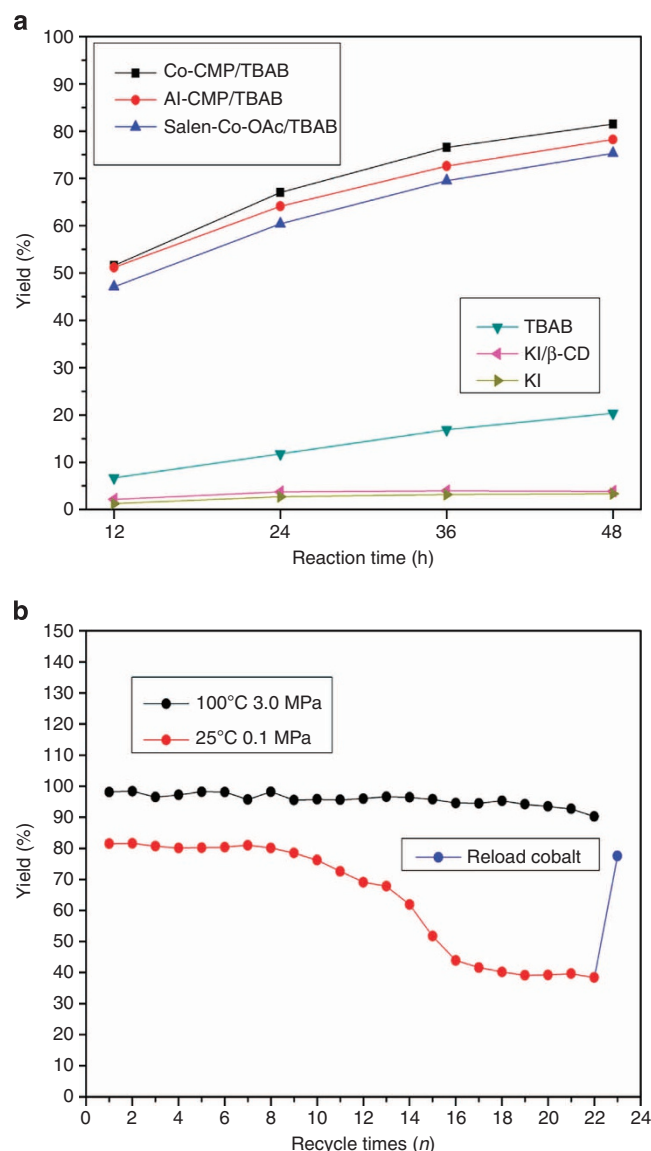 a
100
90
80
70
60
50
40
30
20
10
0
Yield (%)
Co-CMP/TBAB
Al-CMP/TBAB
Salen-Co-OAc/TBAB
TBAB
KI/β-CD
KI
12 24 36 48
Reaction time (h)
b
150
140
130
120
110
100
90
80
70
60
50
40
30
20
10
0
Yield (%)
100°C 3.0 MPa
25°C 0.1 MPa
Reload cobalt
0 2 4 6 8 10 12 14 16 18 20 22 24
Recycle times (n)